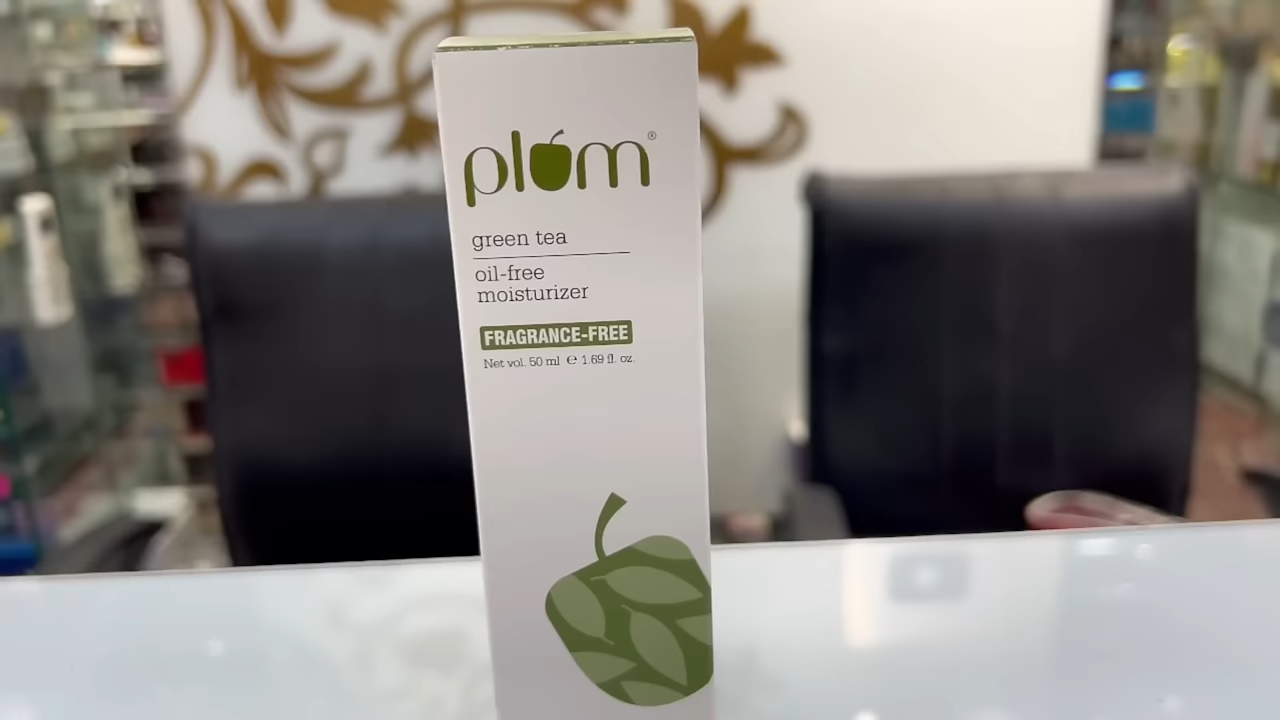 plum®
green tea
oil-free
moisturizer
FRAGRANCE-FREE
Net vol. 50 ml ℮ 1.69 fl. oz.